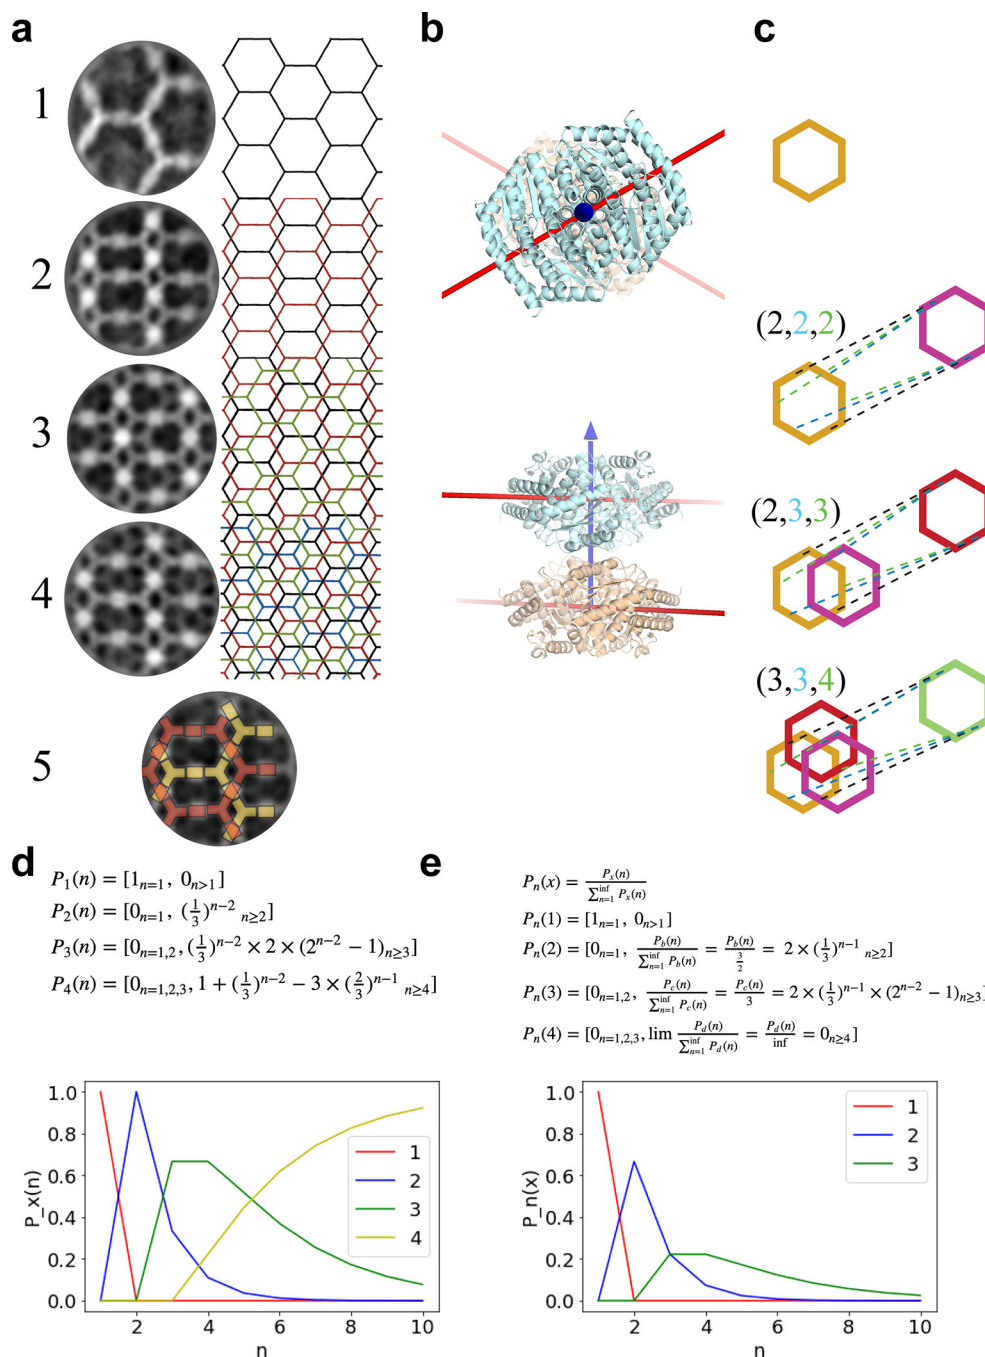 a
b
c
1
2
3
4
5
(2,2,2)
(2,3,3)
(3,3,4)
d
P₁(n) = [1ₙ₌₁, 0ₙ>₁]
P₂(n) = [0ₙ₌₁, (1/3)ⁿ⁻² ₙ≥₂]
P₃(n) = [0ₙ₌₁,₂, (1/3)ⁿ⁻² × 2 × (2ⁿ⁻² − 1)ₙ≥₃]
P₄(n) = [0ₙ₌₁,₂,₃, 1 + (1/3)ⁿ⁻² − 3 × (2/3)ⁿ⁻¹ ₙ≥₄]
e
Pₙ(x) = Pₓ(n) / ∑ₙ₌₁^inf Pₓ(n)
Pₙ(1) = [1ₙ₌₁, 0ₙ>₁]
Pₙ(2) = [0ₙ₌₁, P_b(n) / ∑ₙ₌₁^inf P_b(n) = P_b(n) / (3/2) = 2 × (1/3)ⁿ⁻¹ ₙ≥₂]
Pₙ(3) = [0ₙ₌₁,₂, P_c(n) / ∑ₙ₌₁^inf P_c(n) = P_c(n) / 3 = 2 × (1/3)ⁿ⁻¹ × (2ⁿ⁻² − 1)ₙ≥₃]
Pₙ(4) = [0ₙ₌₁,₂,₃, lim P_d(n) / ∑ₙ₌₁^inf P_d(n) = P_d(n) / inf = 0ₙ≥₄]
P_x(n)
1.0
0.8
0.6
0.4
0.2
0.0
2
4
6
8
10
n
1
2
3
4
P_n(x)
1.0
0.8
0.6
0.4
0.2
0.0
2
4
6
8
10
n
1
2
3